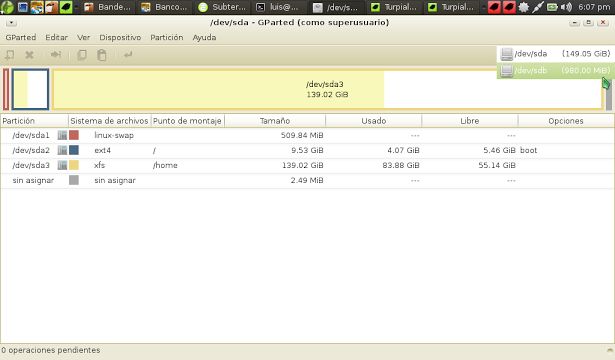 Bande...
Banco...
Subter...
luis@...
/dev/s...
Turpial...
Turpial...
6:07 pm
/dev/sda - GParted (como superusuario)
GParted Editar Ver Dispositivo Partición Ayuda
/dev/sda (149.05 GiB)
/dev/sdb (980.00 MiB)
/dev/sda3
139.02 GiB
Partición Sistema de archivos Punto de montaje Tamaño Usado Libre Opciones
/dev/sda1 linux-swap 509.84 MiB --- ---
/dev/sda2 ext4 / 9.53 GiB 4.07 GiB 5.46 GiB boot
/dev/sda3 xfs /home 139.02 GiB 83.88 GiB 55.14 GiB
sin asignar sin asignar 2.49 MiB --- ---
0 operaciones pendientes